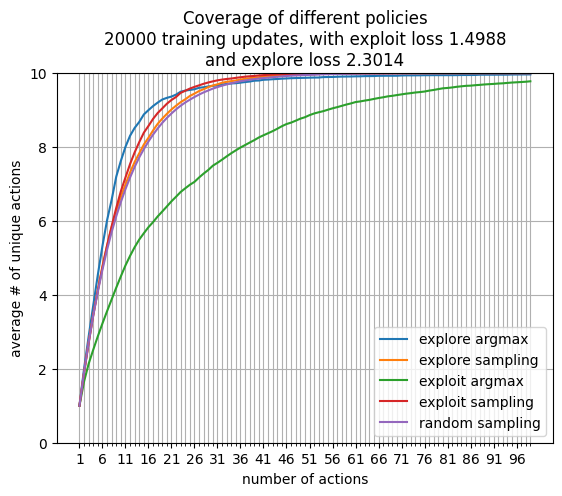 Coverage of different policies
20000 training updates, with exploit loss 1.4988
and explore loss 2.3014
10
8
6
4
2
0
average # of unique actions
explore argmax
explore sampling
exploit argmax
exploit sampling
random sampling
1 6 11 16 21 26 31 36 41 46 51 56 61 66 71 76 81 86 91 96
number of actions